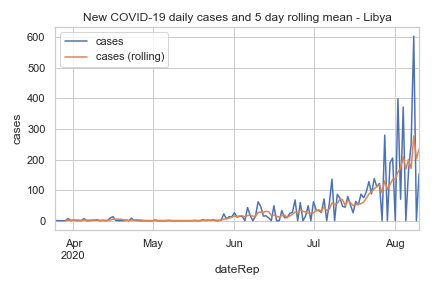 New COVID-19 daily cases and 5 day rolling mean - Libya
cases
cases (rolling)
600
500
400
300
200
100
0
cases
Apr
2020
May
Jun
Jul
Aug
dateRep